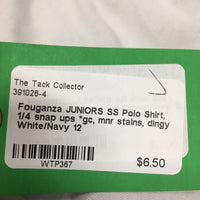 The Tack Collector
391026-4
Fouganza JUNIORS SS Polo Shirt,
1/4 snap ups *gc, mnr stains, dingy
White/Navy 12
WTP367
$6.50